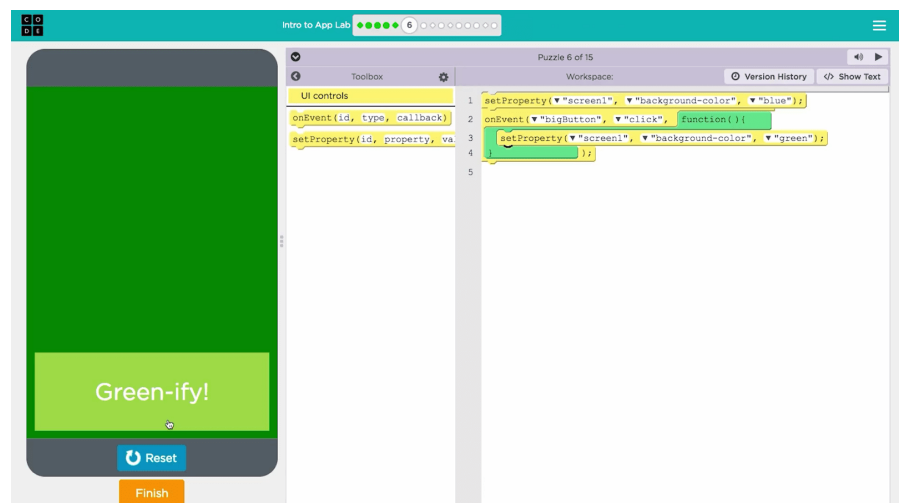 C O
D E
Intro to App Lab
6
Puzzle 6 of 15
Toolbox
Workspace:
Version History
</> Show Text
UI controls
onEvent(id, type, callback)
setProperty(id, property, va
1 setProperty(▼ "screen1", ▼ "background-color", ▼ "blue");
2 onEvent(▼ "bigButton", ▼ "click", function( ){
3 setProperty(▼ "screen1", ▼ "background-color", ▼ "green");
4 } );
5
Green-ify!
Reset
Finish